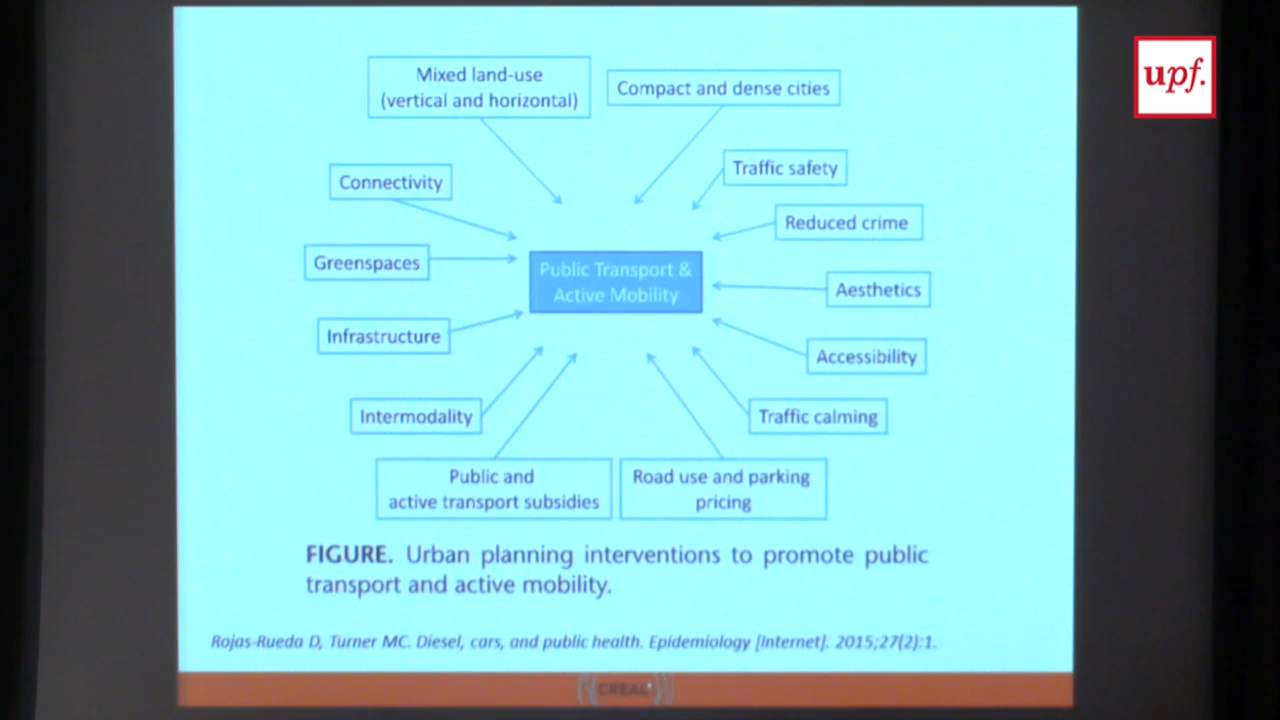 upf.
Mixed land-use
(vertical and horizontal)
Compact and dense cities
Connectivity
Traffic safety
Reduced crime
Greenspaces
Public Transport &
Active Mobility
Aesthetics
Infrastructure
Accessibility
Intermodality
Traffic calming
Public and
active transport subsidies
Road use and parking
pricing
FIGURE. Urban planning interventions to promote public
transport and active mobility.
Rojas-Rueda D, Turner MC. Diesel, cars, and public health. Epidemiology [Internet]. 2015;27(2):1.
CREAL